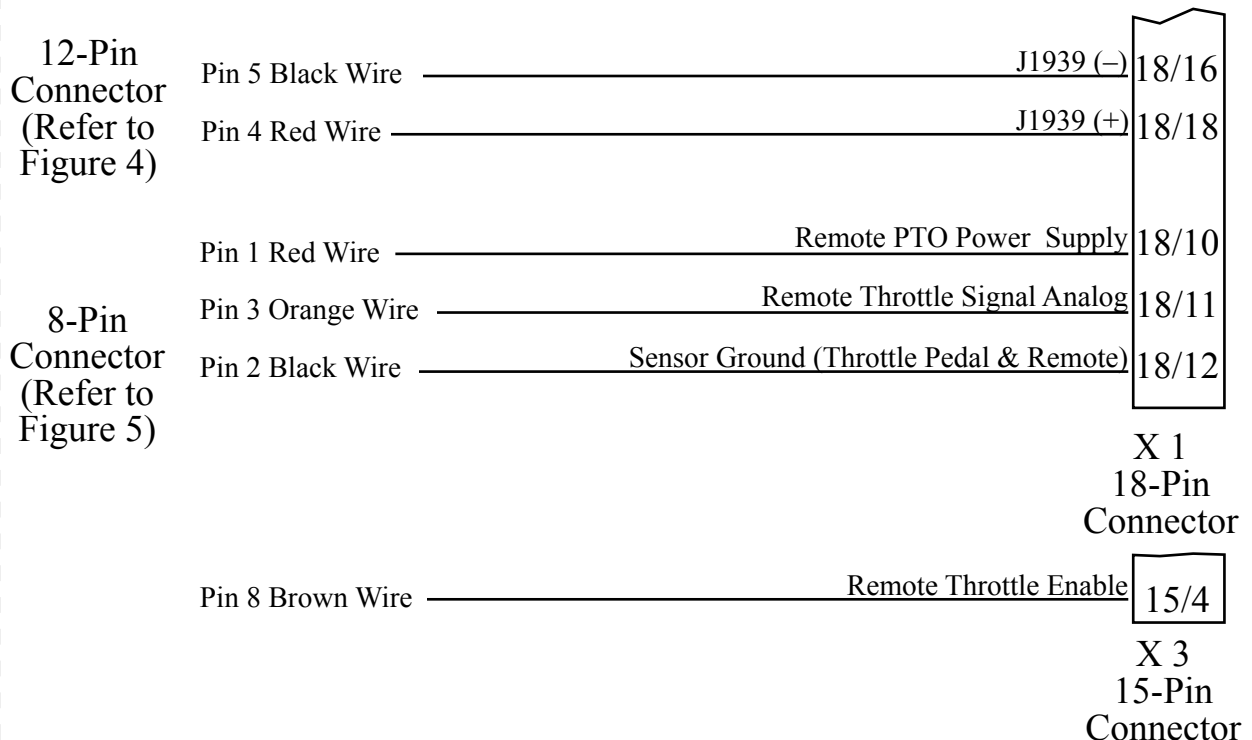 12-Pin
Connector
(Refer to
Figure 4)
Pin 5 Black Wire J1939 (–) 18/16
Pin 4 Red Wire J1939 (+) 18/18
8-Pin
Connector
(Refer to
Figure 5)
Pin 1 Red Wire Remote PTO Power Supply 18/10
Pin 3 Orange Wire Remote Throttle Signal Analog 18/11
Pin 2 Black Wire Sensor Ground (Throttle Pedal & Remote) 18/12
X 1
18-Pin
Connector
Pin 8 Brown Wire Remote Throttle Enable 15/4
X 3
15-Pin
Connector